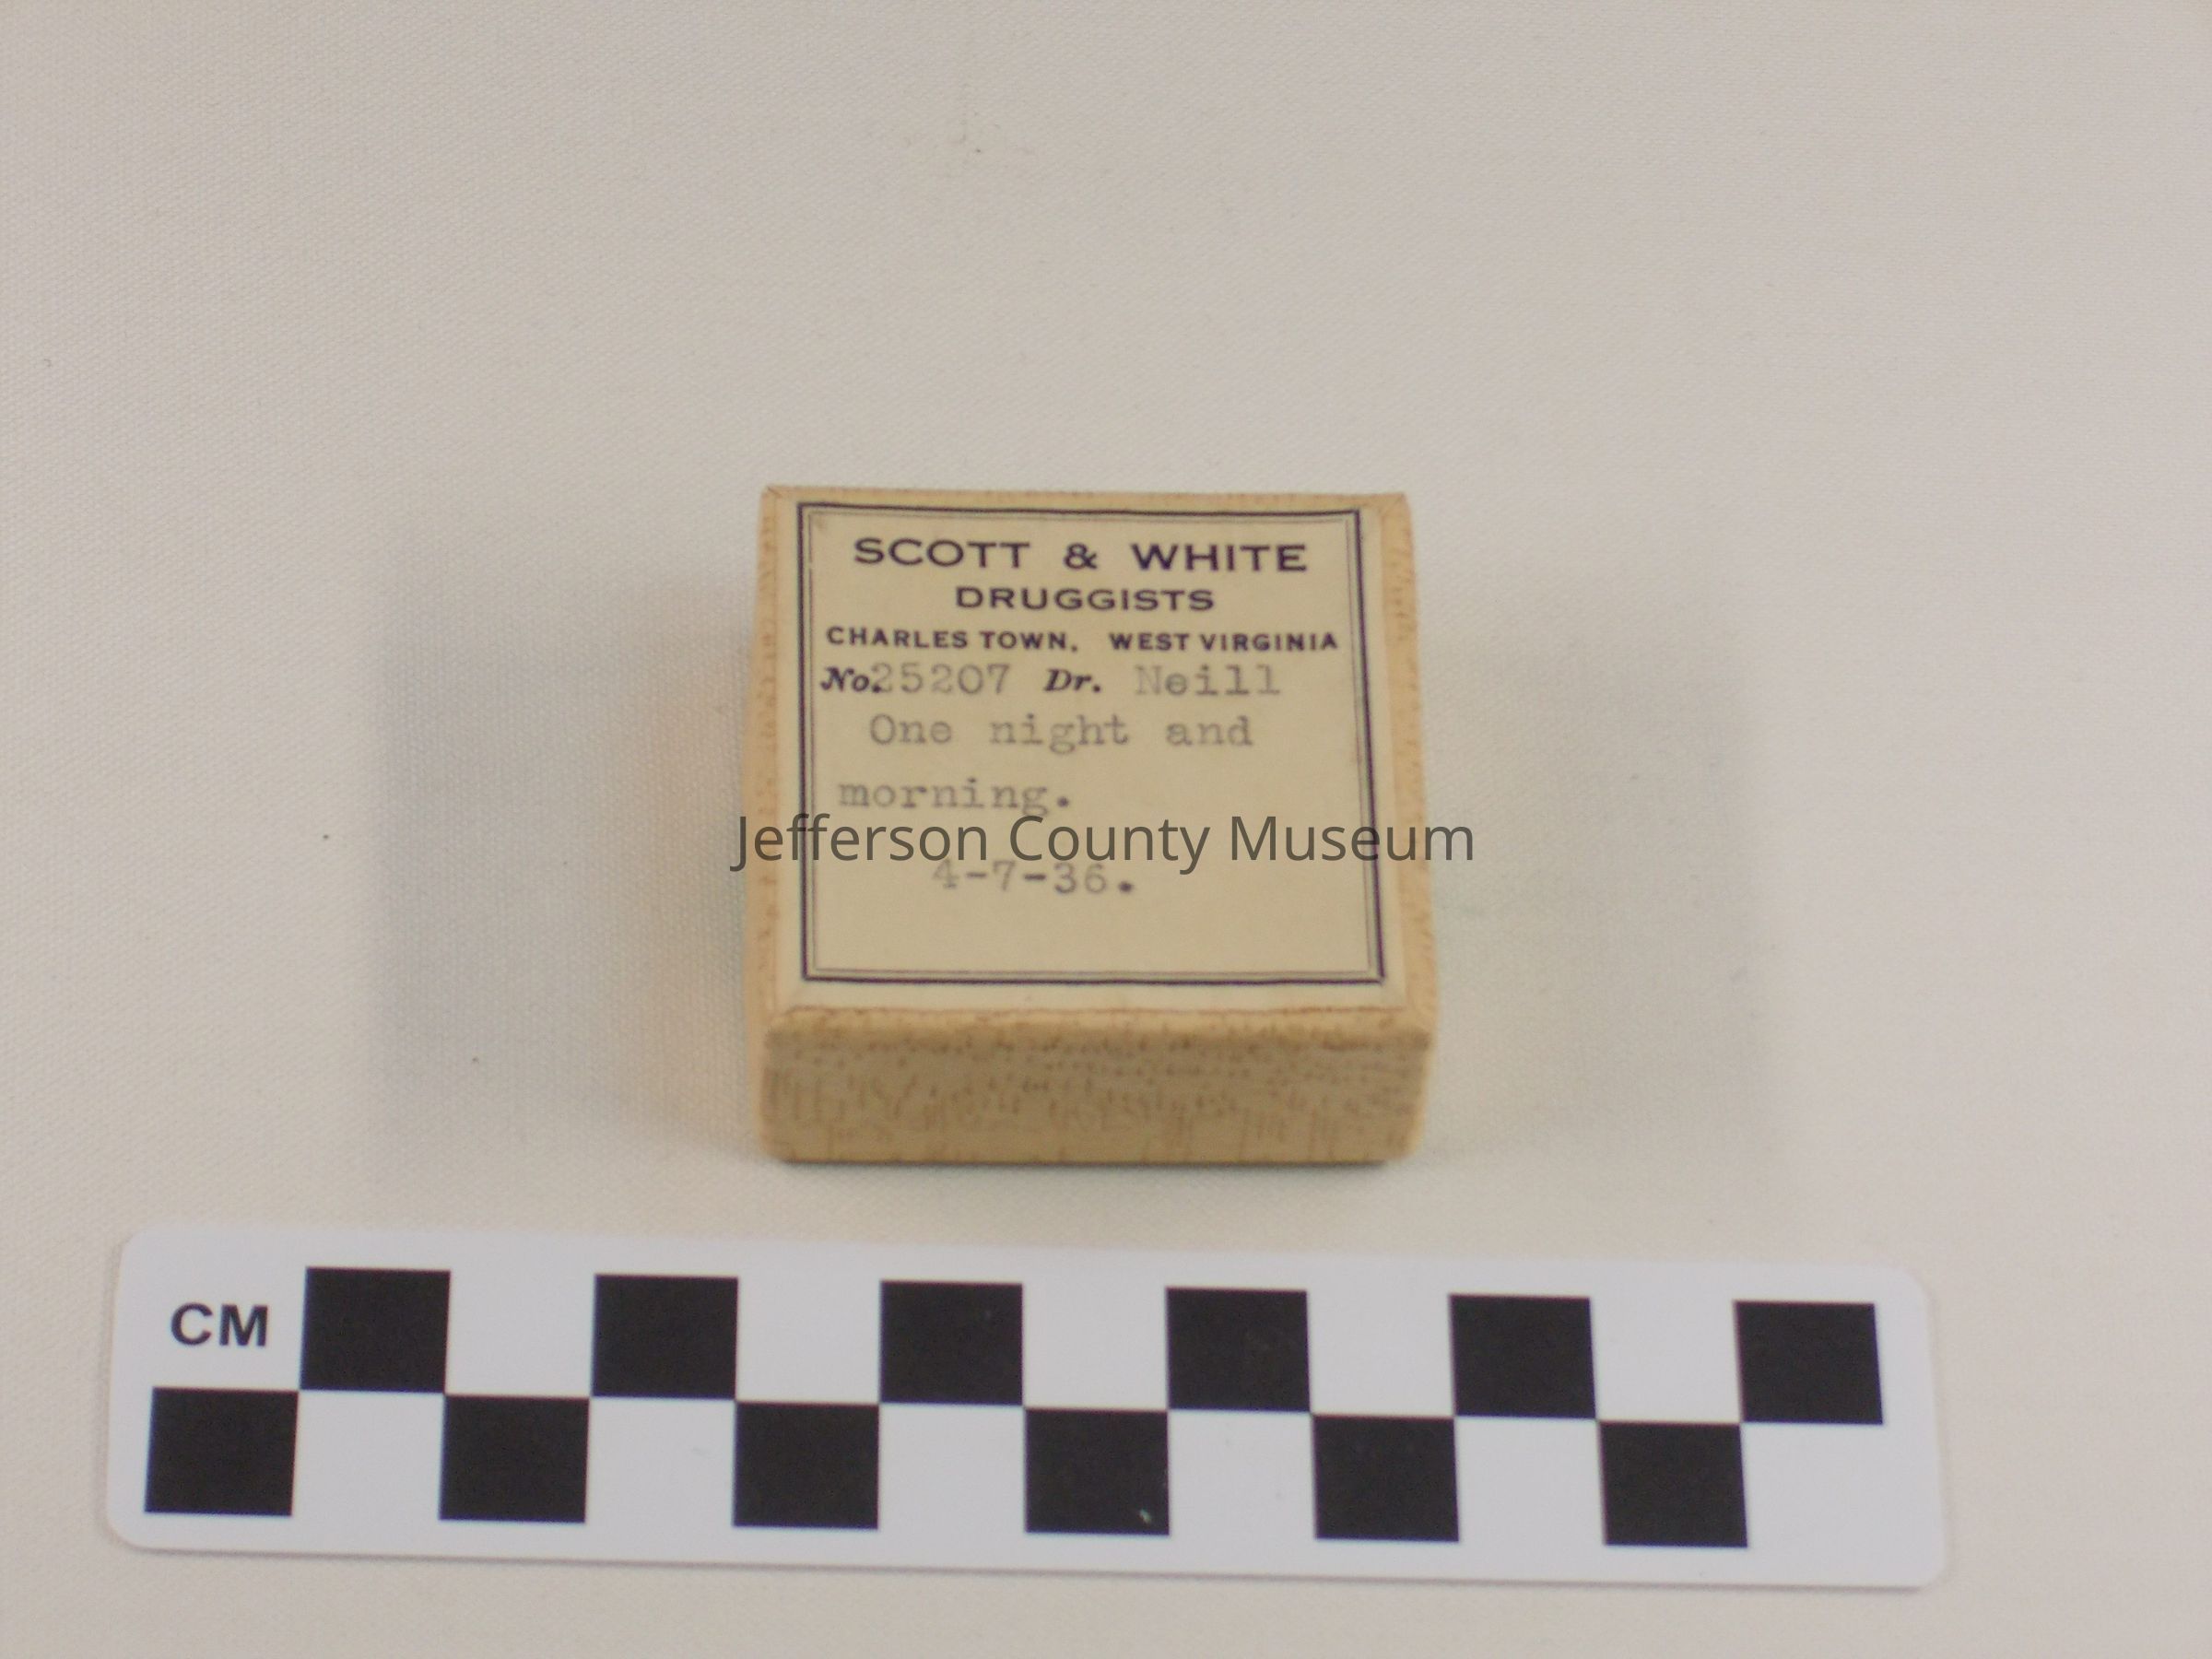 SCOTT & WHITE
DRUGGISTS
CHARLES TOWN, WEST VIRGINIA
No.25207 Dr. Neill
One night and
morning.
Jefferson County Museum
4-7-36.
CM